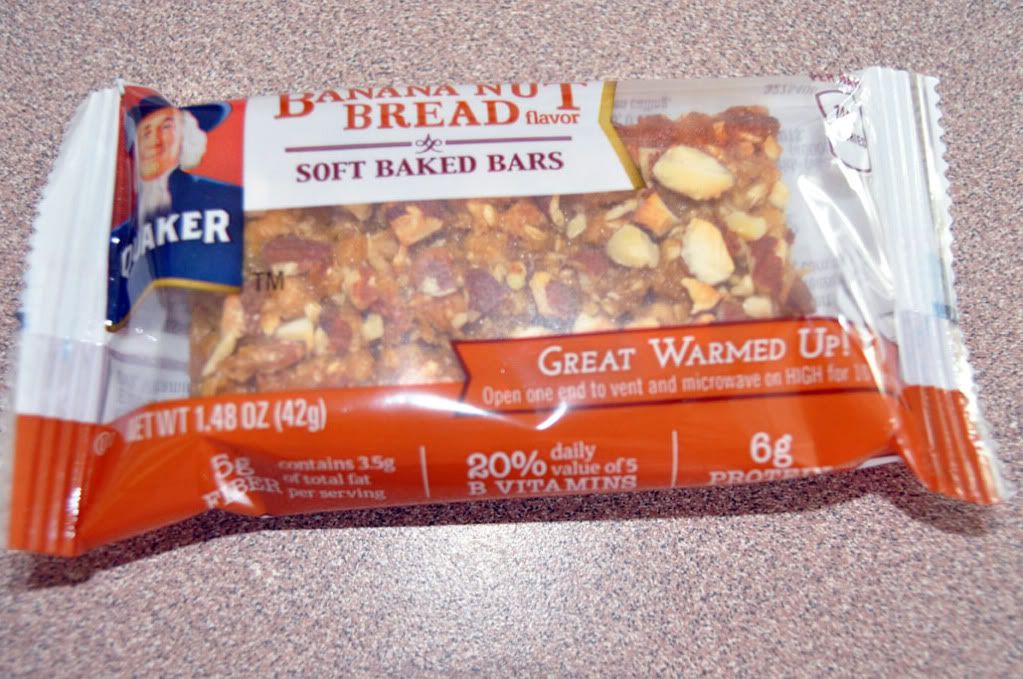 BANANA NUT
BREAD flavor
SOFT BAKED BARS
QUAKER
TM
GREAT WARMED UP!
Open one end to vent and microwave on HIGH for 10
NET WT 1.48 OZ (42g)
5g
FIBER
contains 3.5g
of total fat
per serving
20% daily
value of 5
B VITAMINS
6g
PROTEIN